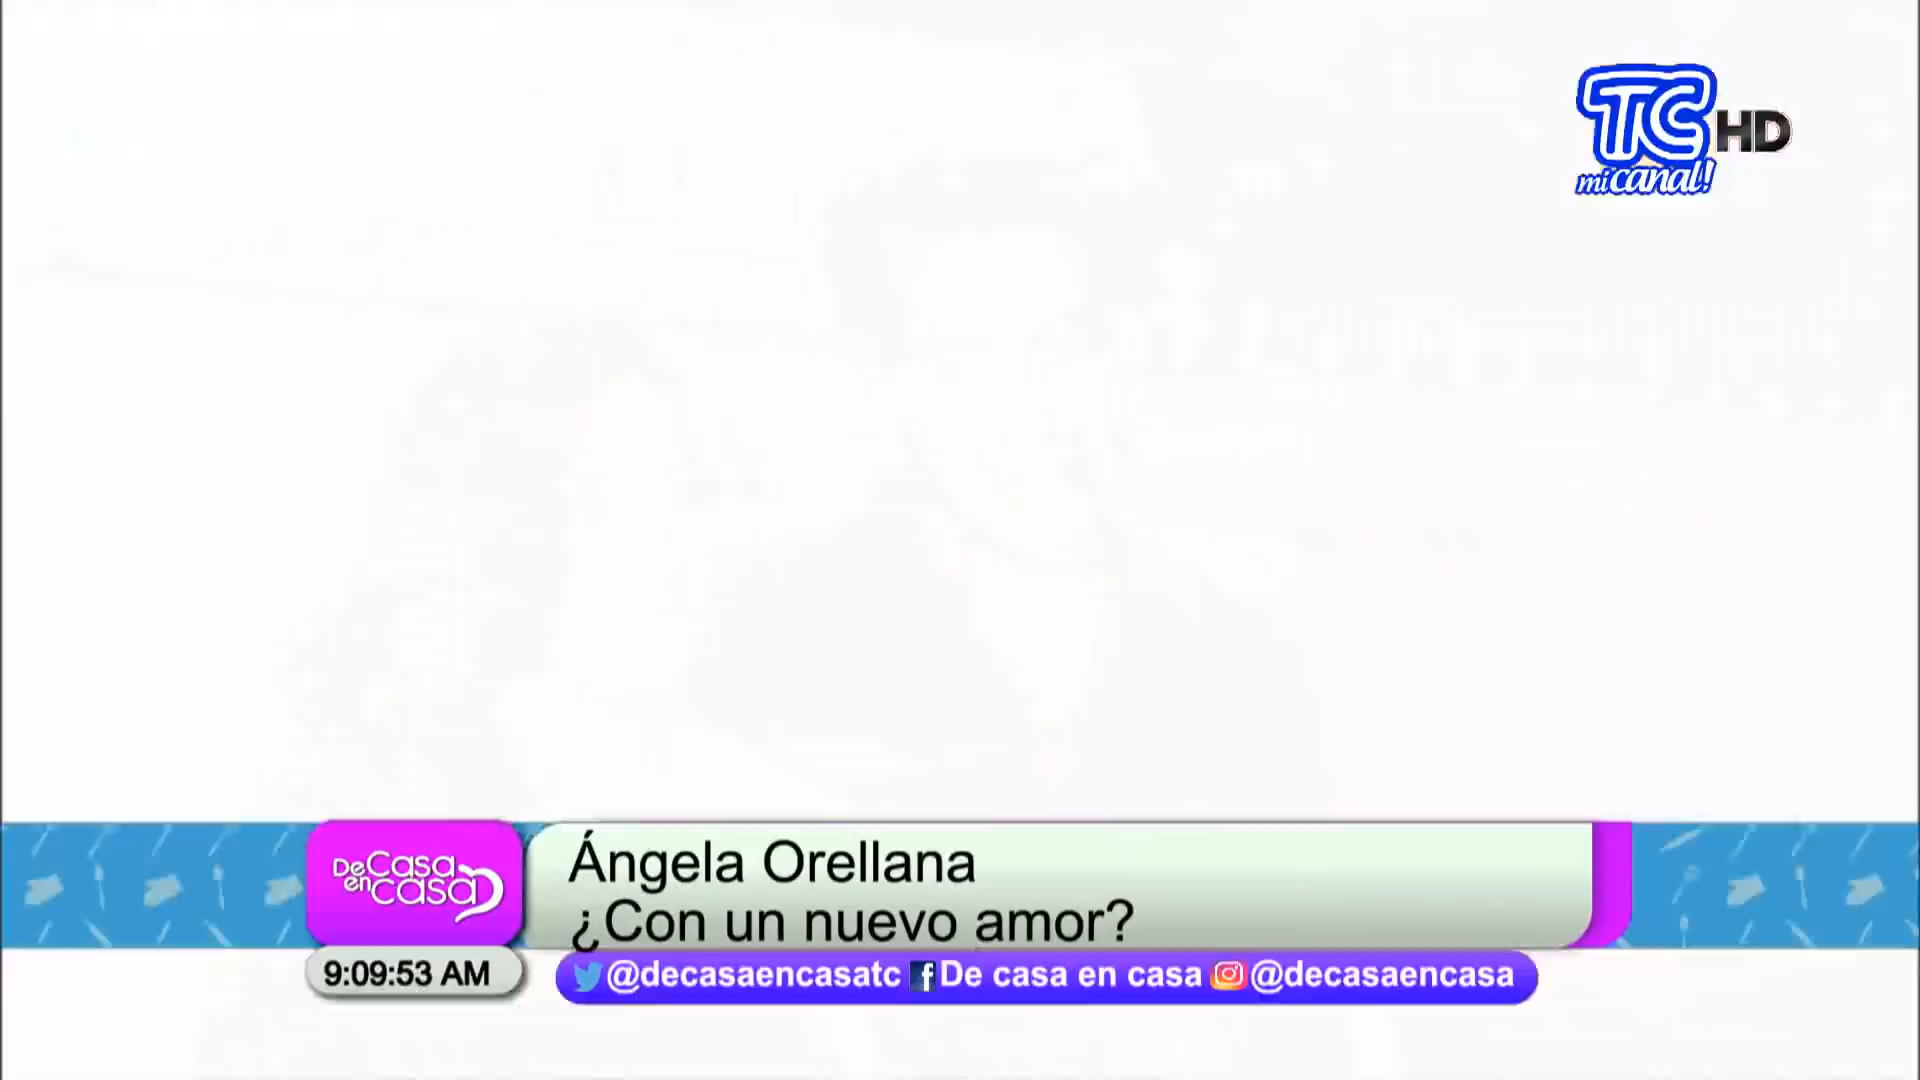 TC HD
mi canal!
Ángela Orellana
¿Con un nuevo amor?
De Casa
en casa
9:09:53 AM
@decasaencasatc De casa en casa @decasaencasa